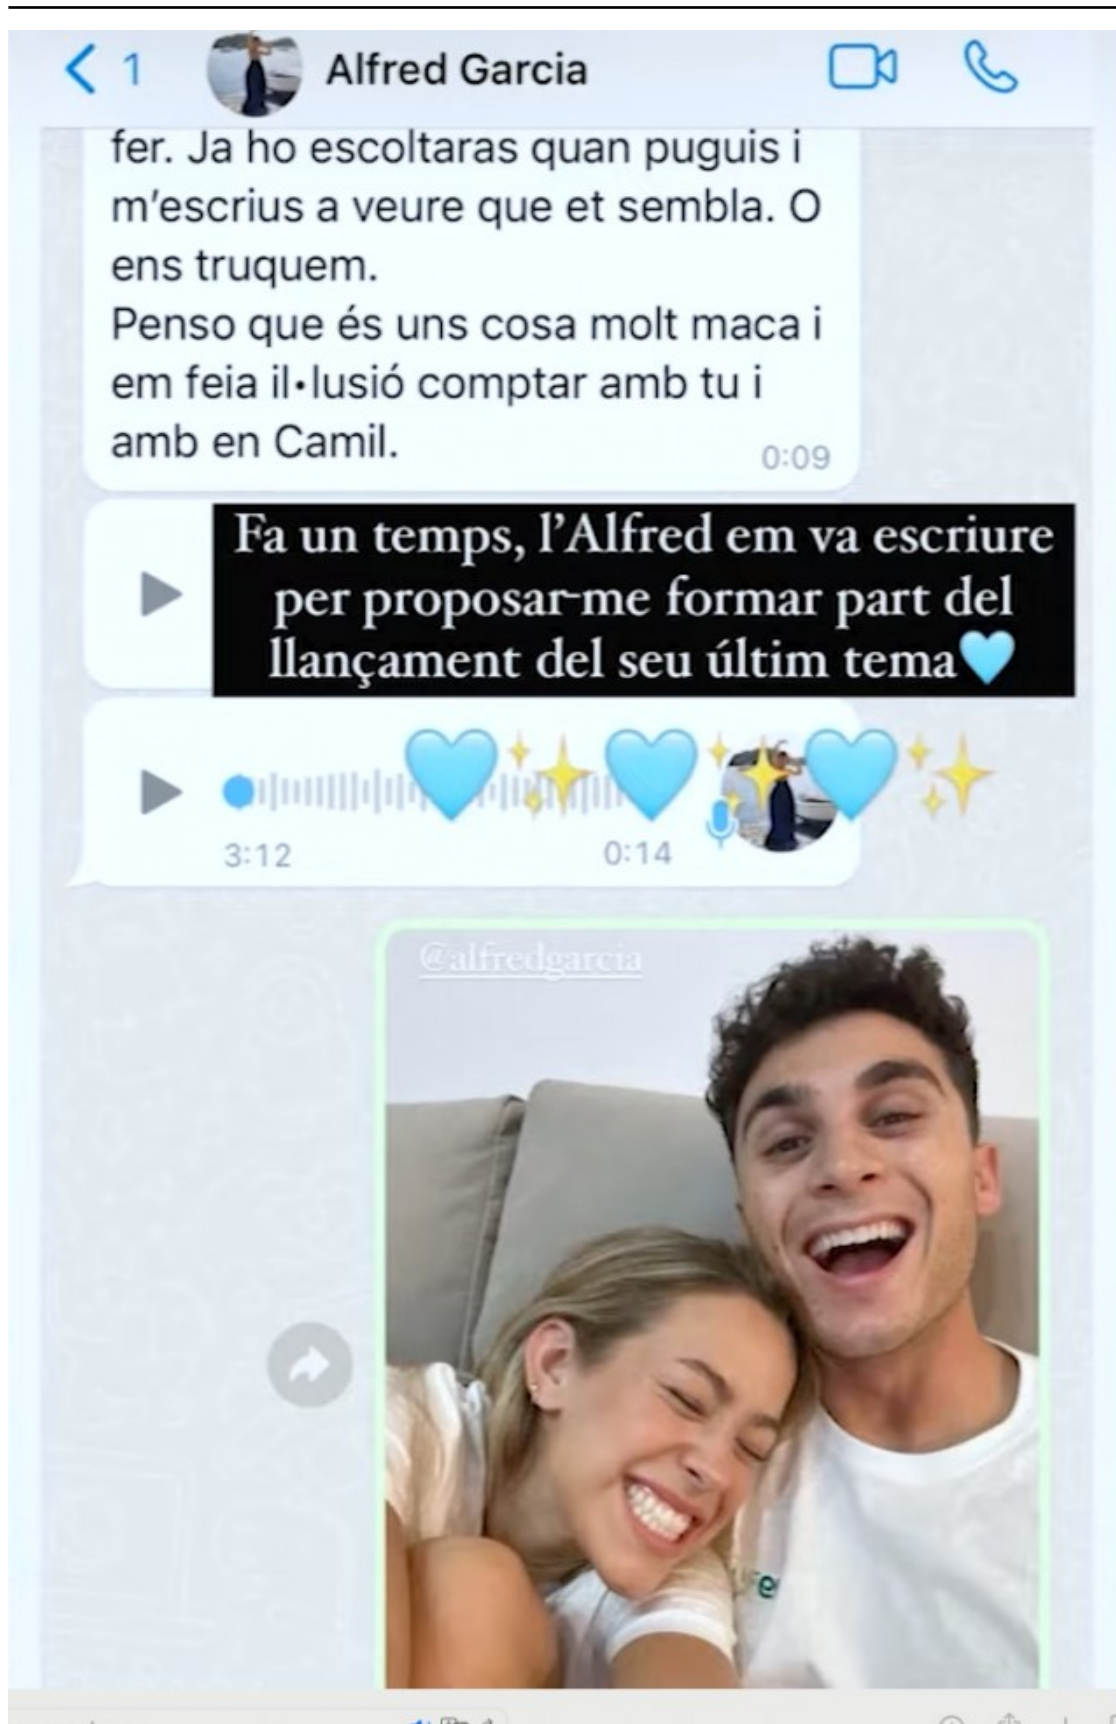 1
Alfred Garcia
fer. Ja ho escoltaras quan puguis i
m'escrius a veure que et sembla. O
ens truquem.
Penso que és uns cosa molt maca i
em feia il·lusió comptar amb tu i
amb en Camil.
0:09
Fa un temps, l'Alfred em va escriure
per proposar-me formar part del
llançament del seu últim tema🩵
3:12
0:14
@alfredgarcia